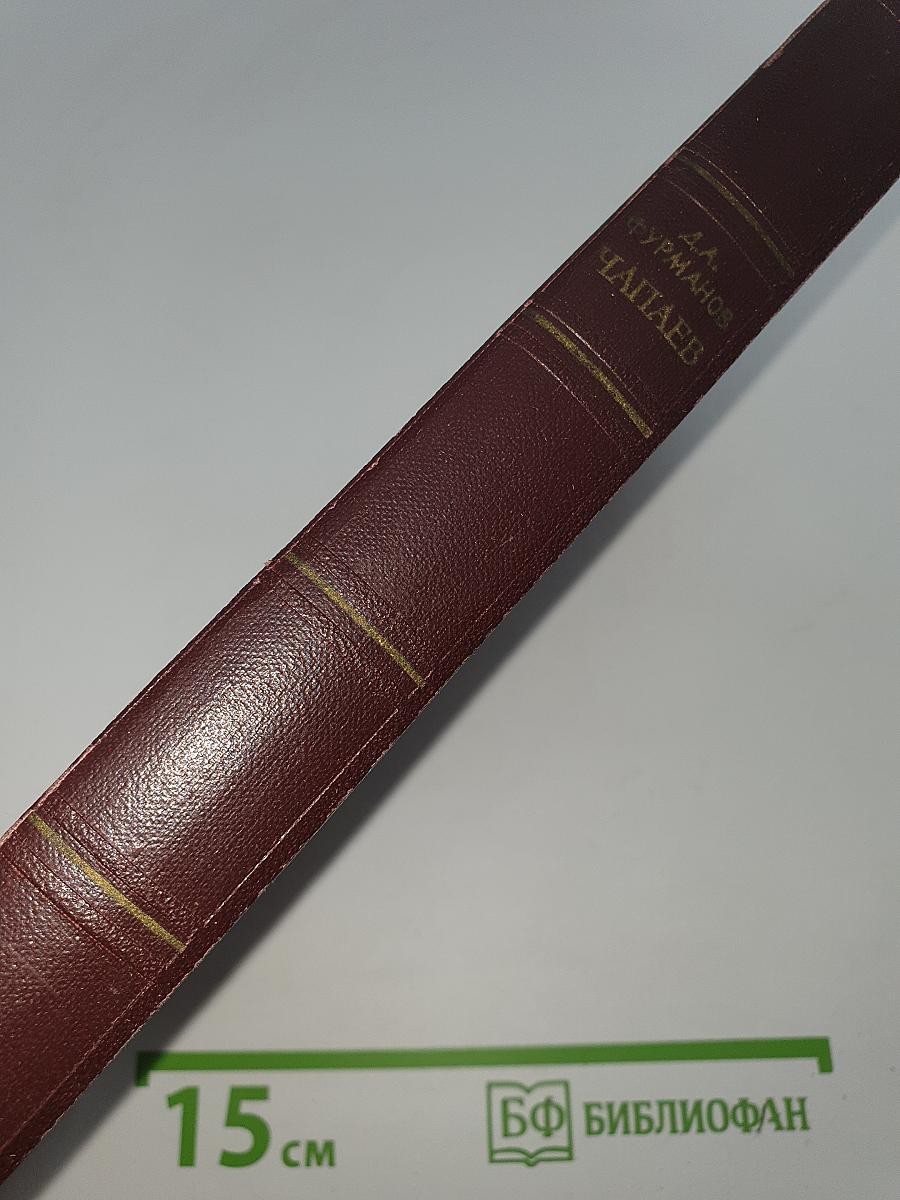 Д.А.
ФУРМАНОВ
ЧАПАЕВ
15 см
БФ БИБЛИОФАН